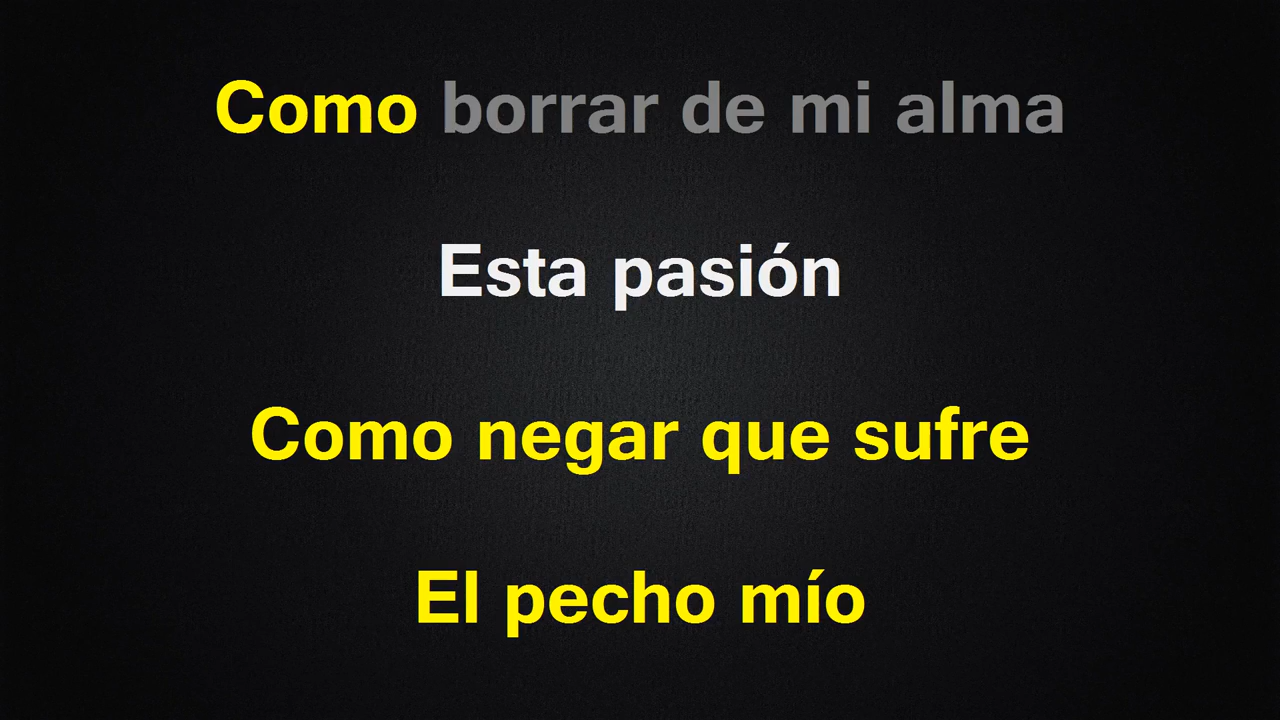 Como borrar de mi alma
Esta pasión
Como negar que sufre
El pecho mío